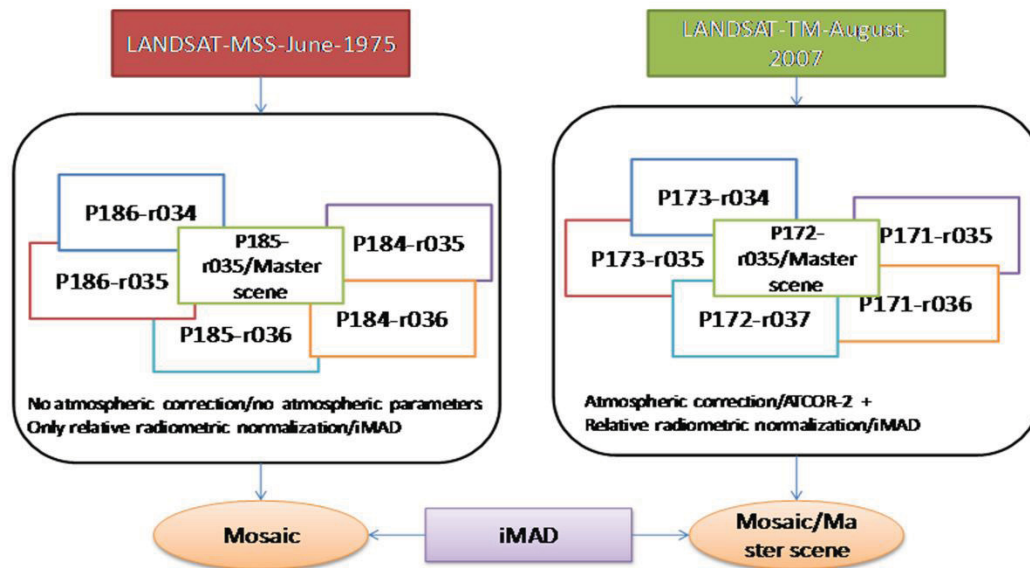 LANDSAT-MSS-June-1975
LANDSAT-TM-August-
2007
P186-r034
P185-
r035/Master
scene
P184-r035
P186-r035
P184-r036
P185-r036
No atmospheric correction/no atmospheric parameters
Only relative radiometric normalization/iMAD
P173-r034
P172-
r035/Master
scene
P171-r035
P173-r035
P171-r036
P172-r037
Atmospheric correction/ATCOR-2 +
Relative radiometric normalization/iMAD
Mosaic
iMAD
Mosaic/Ma
ster scene